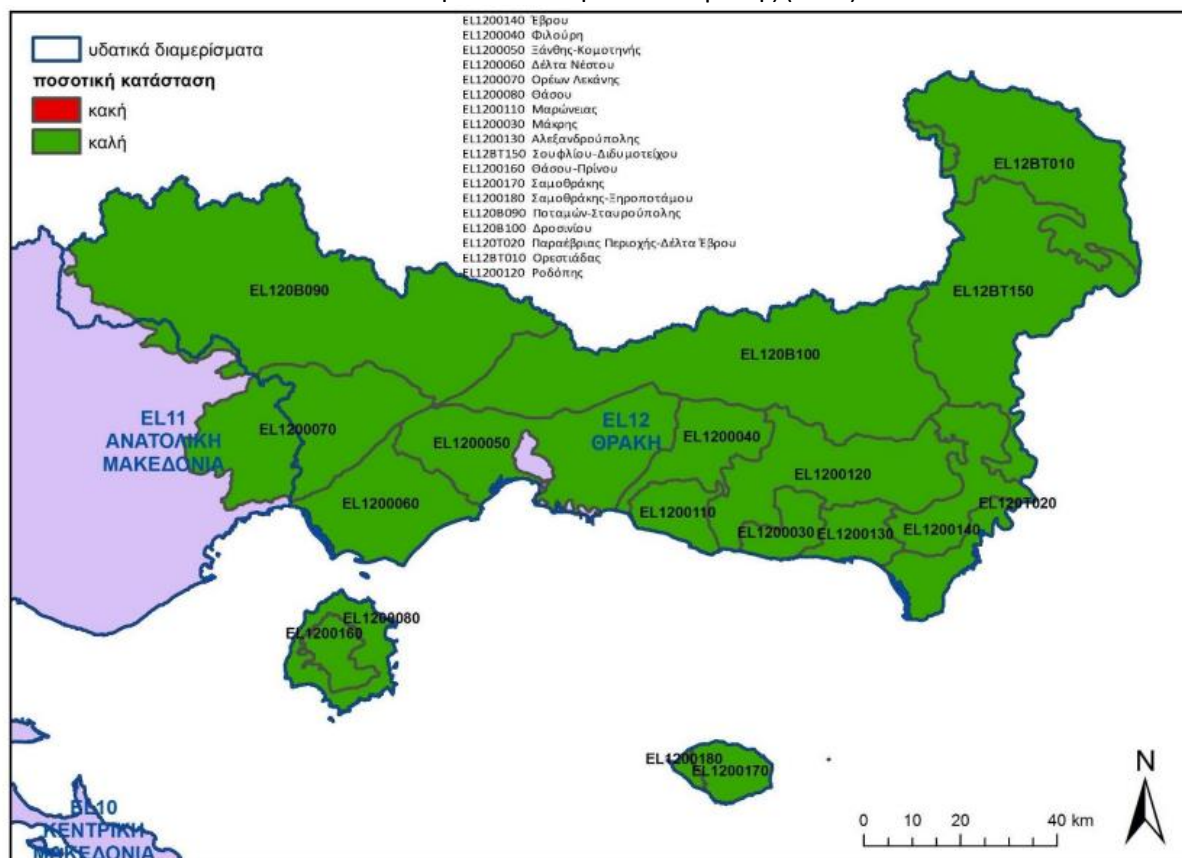 υδατικά διαμερίσματα
ποσοτική κατάσταση
κακή
καλή
EL1200140 Έβρου
EL1200040 Φιλούρη
EL1200050 Ξάνθης-Κομοτηνής
EL1200060 Δέλτα Νέστου
EL1200070 Ορέων Λεκάνης
EL1200080 Θάσου
EL1200110 Μαρώνειας
EL1200030 Μάκρης
EL1200130 Αλεξανδρούπολης
EL12BT150 Σουφλίου-Διδυμοτείχου
EL1200160 Θάσου-Πρίνου
EL1200170 Σαμοθράκης
EL1200180 Σαμοθράκης-Ξηροποτάμου
EL120B090 Ποταμών-Σταυρούπολης
EL120B100 Δροσινίου
EL120T020 Παραέβριας Περιοχής-Δέλτα Έβρου
EL12BT010 Ορεστιάδας
EL1200120 Ροδόπης
EL12BT010
EL120B090
EL12BT150
EL120B100
EL11
ΑΝΑΤΟΛΙΚΗ
ΜΑΚΕΔΟΝΙΑ
EL1200070
EL1200050
EL12
ΘΡΑΚΗ
EL1200040
EL1200120
EL1200060
EL1200110
EL1200030
EL1200130
EL1200140
EL120T020
EL1200080
EL1200160
EL1200180
EL1200170
EL10
ΚΕΝΤΡΙΚΗ
ΜΑΚΕΔΟΝΙΑ
N
0 10 20 40 km